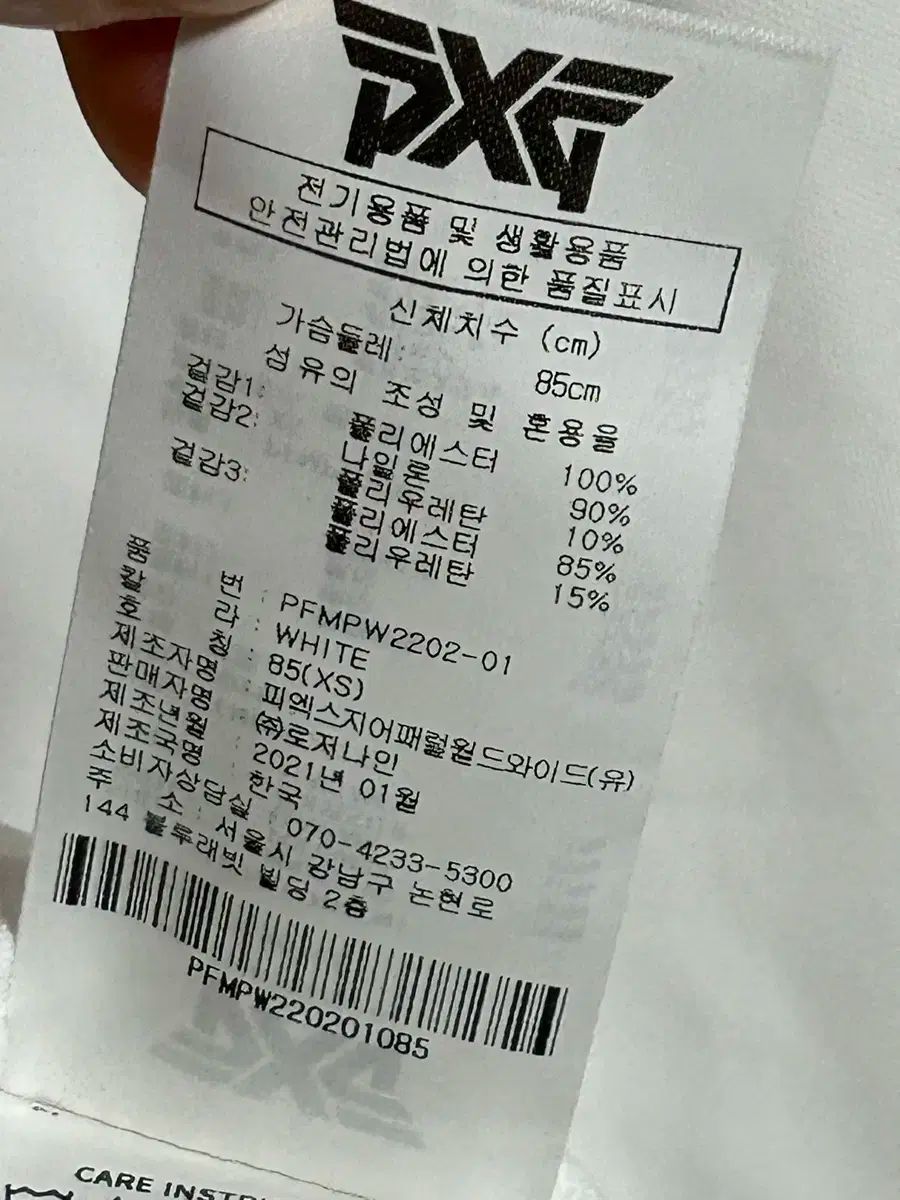 PXG
전기용품 및 생활용품
안전관리법에 의한 품질표시
신체치수 (cm)
가슴둘레: 85cm
섬유의 조성 및 혼용율
겉감1: 폴리에스터 100%
겉감2: 나일론 90%
폴리우레탄 10%
겉감3: 폴리에스터 85%
폴리우레탄 15%
품 번 : PFMPW2202-01
칼 라 : WHITE
호 칭 : 85(XS)
제조자명 : 피엑스지어패럴월드와이드(유)
판매자명 : ㈜로저나인
제조년월 : 2021년 01월
제조국명 : 한국
소비자상담실 : 070-4233-5300
주 소 : 서울시 강남구 논현로
144 블루래빗 빌딩 2층
PFMPW220201085
CARE